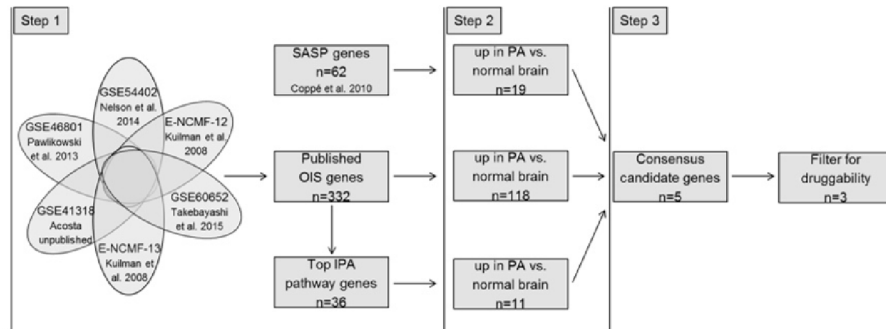 Step 1
Step 2
Step 3
GSE54402
Nelson et al.
2014
GSE46801
Pawlikowski
et al. 2013
E-NCMF-12
Kuilman et al.
2008
GSE41318
Acosta
unpublished
GSE60652
Takebayashi
et al. 2015
E-NCMF-13
Kuilman et
al. 2008
SASP genes
n=62
Coppé et al. 2010
Published
OIS genes
n=332
Top IPA
pathway genes
n=36
up in PA vs.
normal brain
n=19
up in PA vs.
normal brain
n=118
up in PA vs.
normal brain
n=11
Consensus
candidate genes
n=5
Filter for
druggability
n=3